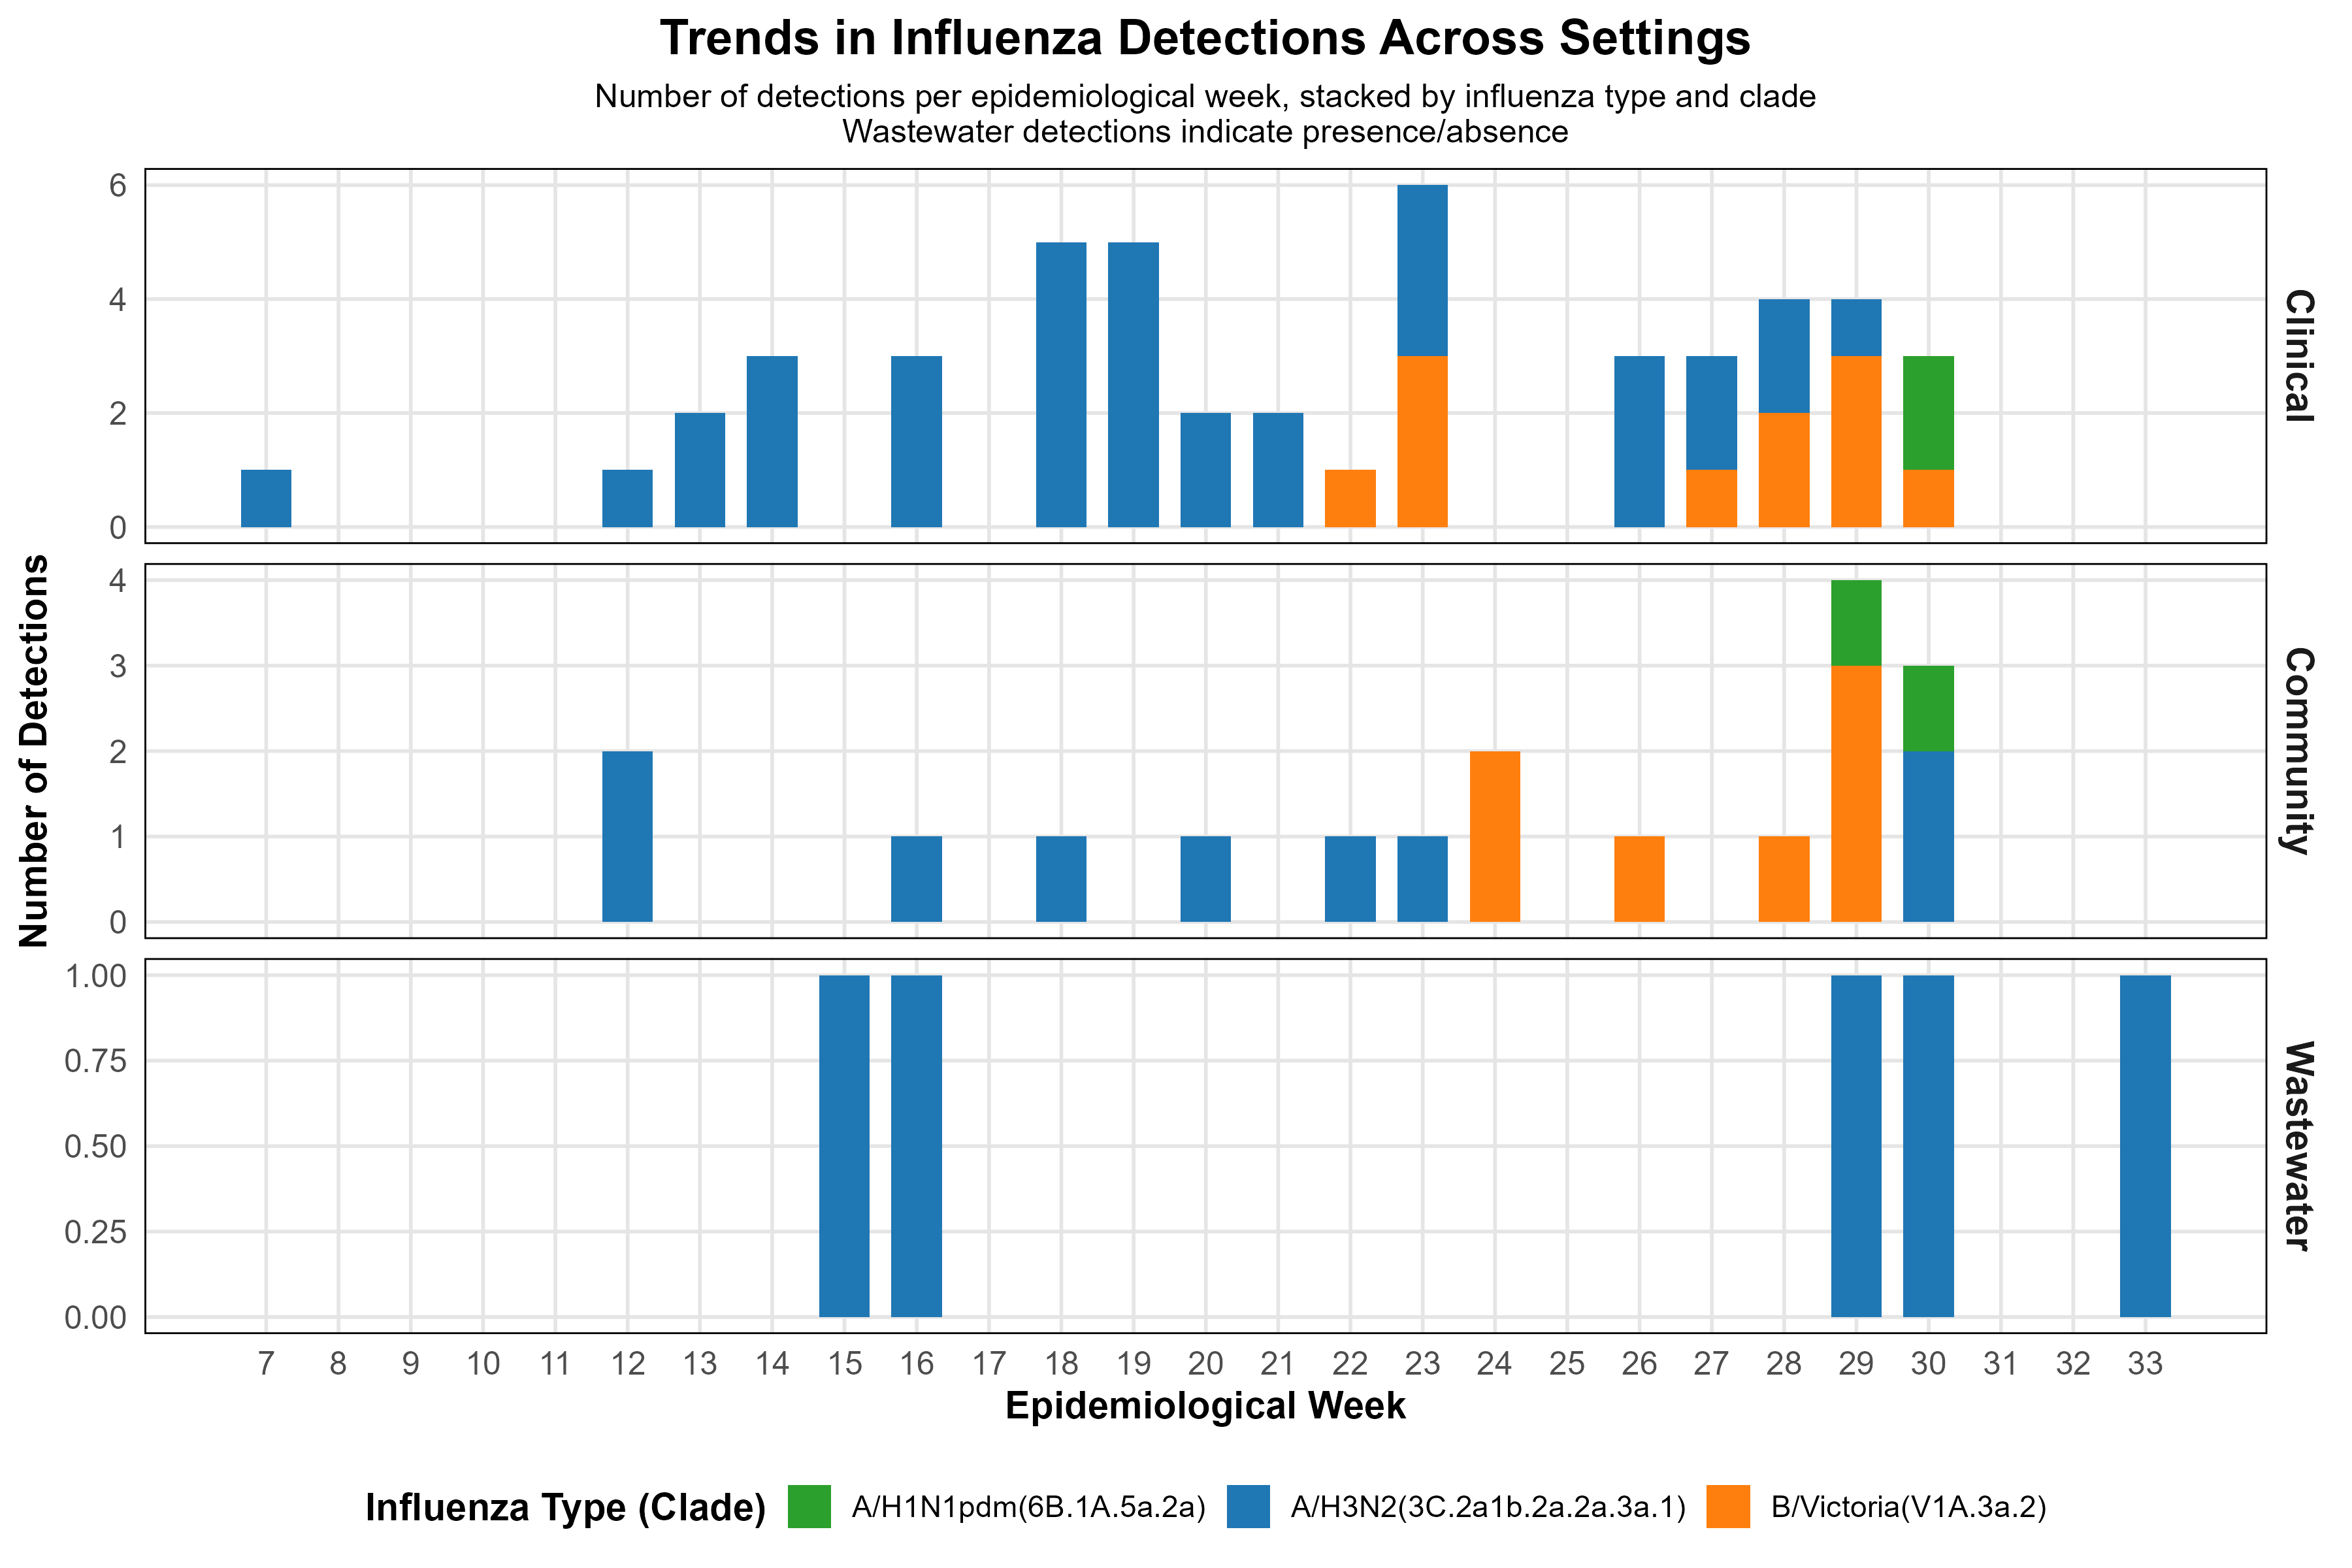 Trends in Influenza Detections Across Settings
Number of detections per epidemiological week, stacked by influenza type and clade
Wastewater detections indicate presence/absence
Number of Detections
6
4
2
0
Clinical
4
3
2
1
0
Community
1.00
0.75
0.50
0.25
0.00
Wastewater
7 8 9 10 11 12 13 14 15 16 17 18 19 20 21 22 23 24 25 26 27 28 29 30 31 32 33
Epidemiological Week
Influenza Type (Clade) A/H1N1pdm(6B.1A.5a.2a) A/H3N2(3C.2a1b.2a.2a.3a.1) B/Victoria(V1A.3a.2)